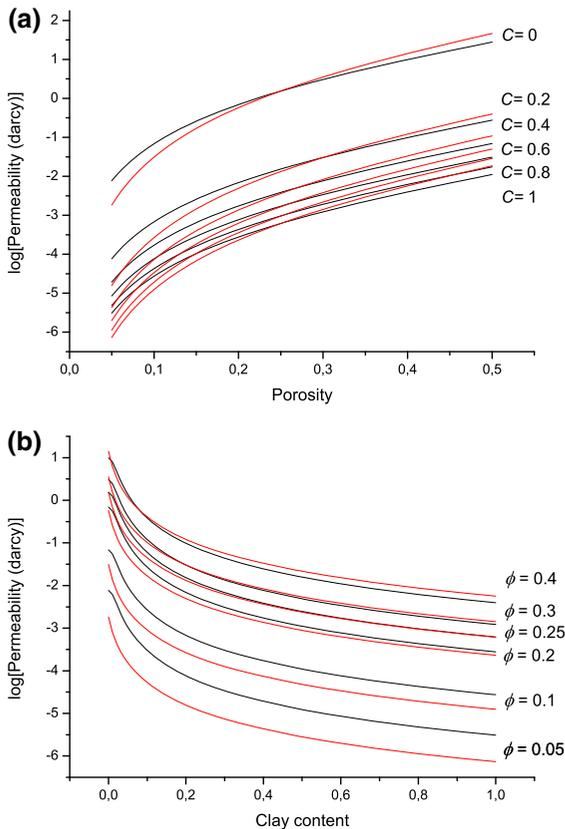 (a)
log[Permeability (darcy)]
2
1
0
-1
-2
-3
-4
-5
-6
C= 0
C= 0.2
C= 0.4
C= 0.6
C= 0.8
C= 1
0,0 0,1 0,2 0,3 0,4 0,5
Porosity
(b)
log[Permeability (darcy)]
1
0
-1
-2
-3
-4
-5
-6
ϕ = 0.4
ϕ = 0.3
ϕ = 0.25
ϕ = 0.2
ϕ = 0.1
ϕ = 0.05
0,0 0,2 0,4 0,6 0,8 1,0
Clay content